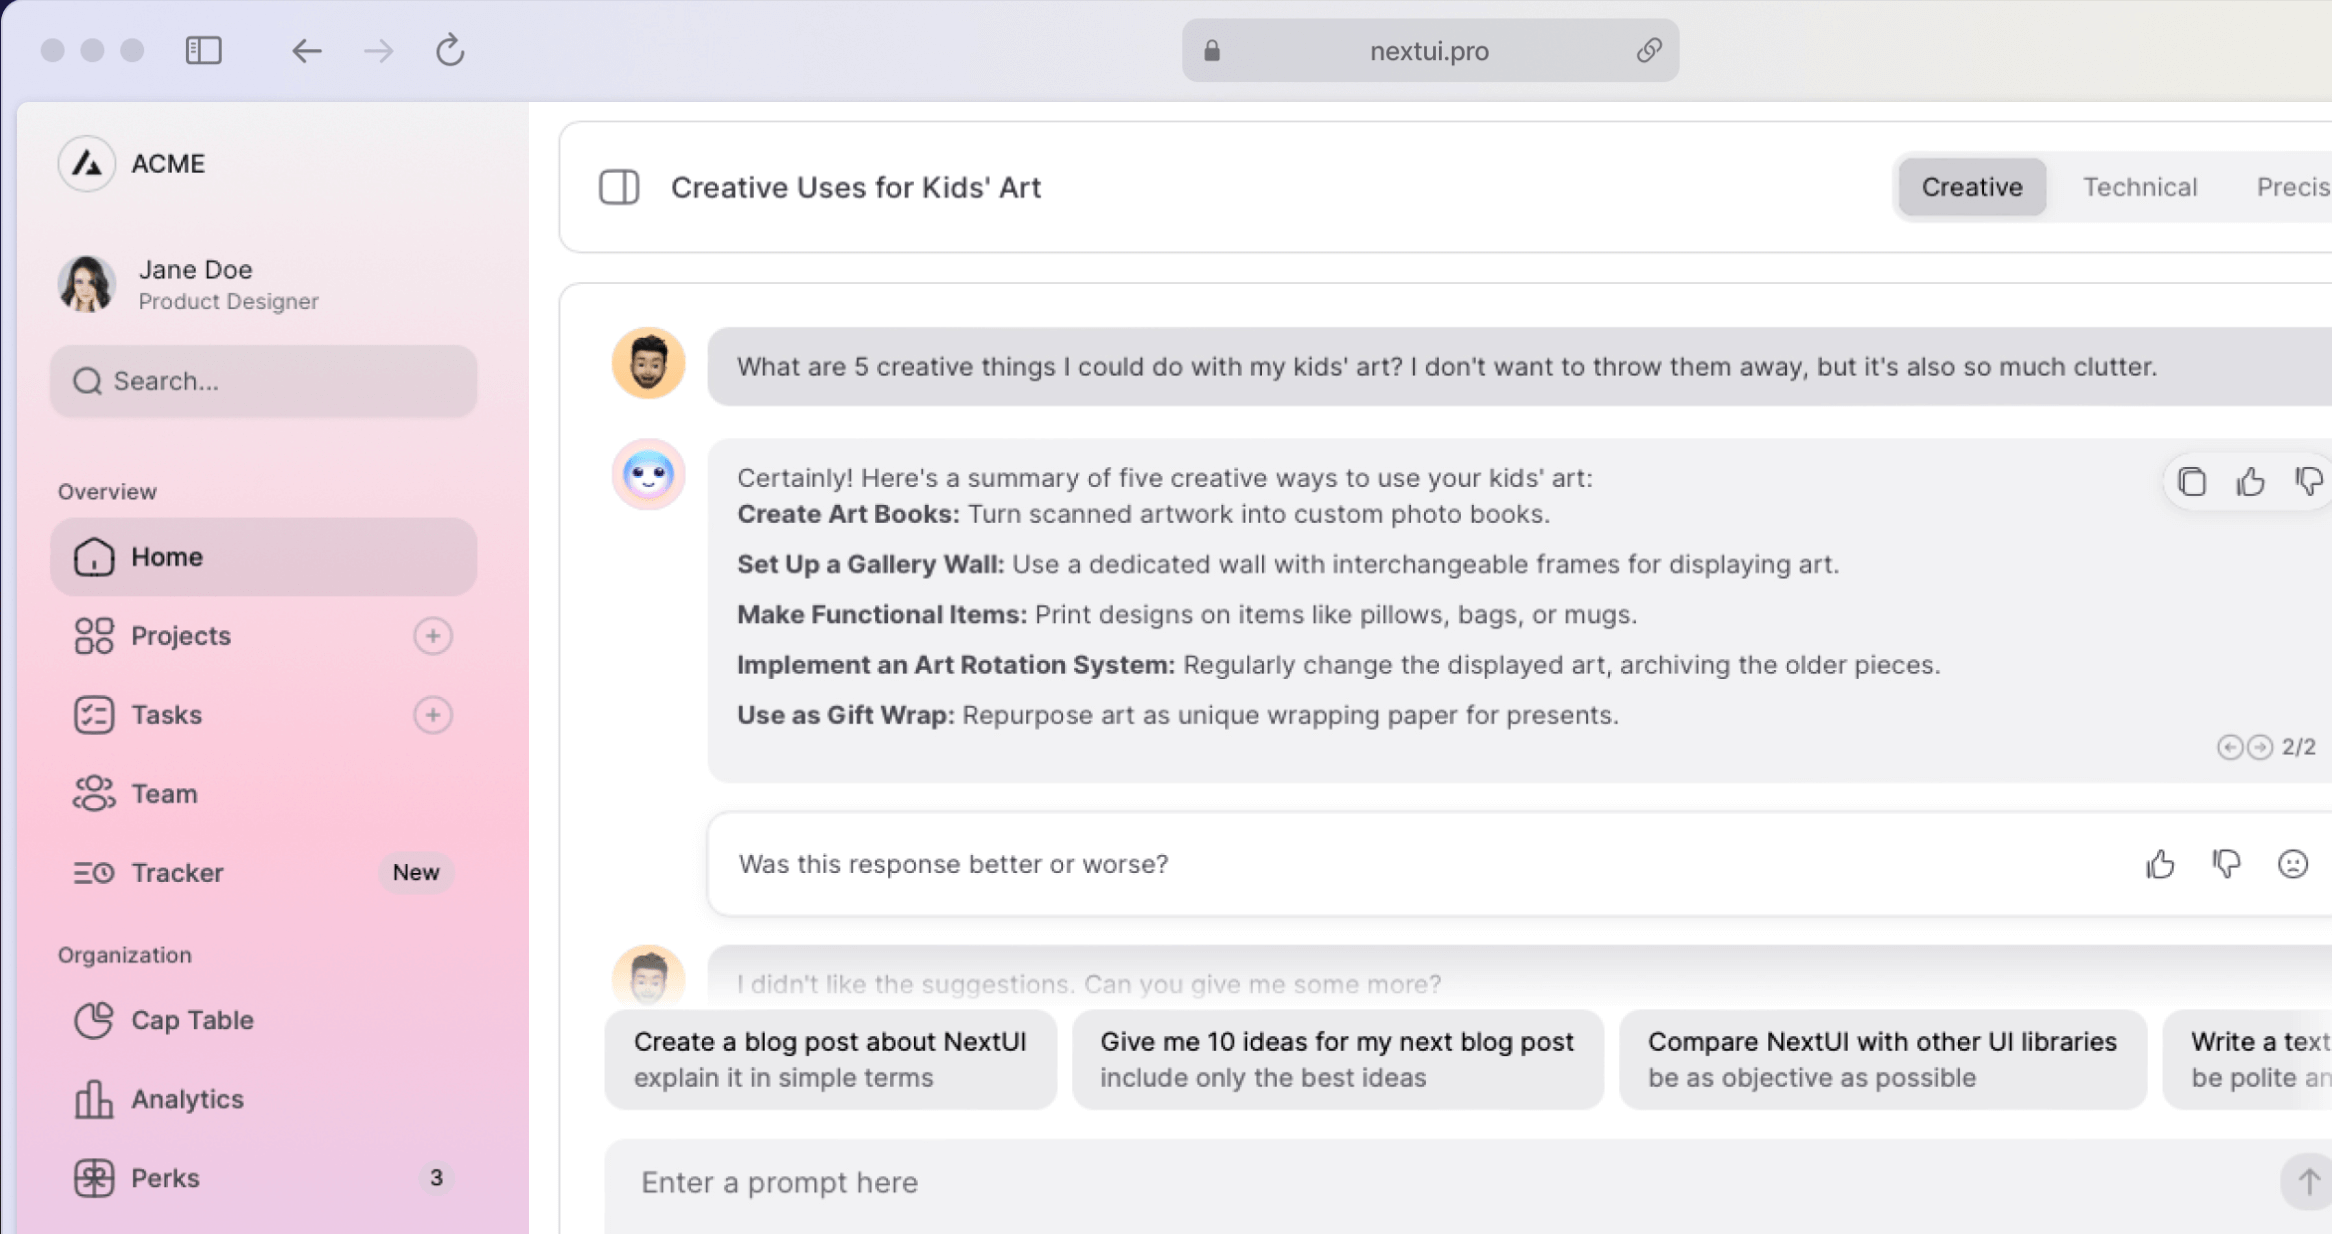 nextui.pro
ACME
Jane Doe
Product Designer
Search...
Overview
Home
Projects
Tasks
Team
Tracker
New
Organization
Cap Table
Analytics
Perks
3
Creative Uses for Kids' Art
Creative
Technical
Precis
What are 5 creative things I could do with my kids' art? I don't want to throw them away, but it's also so much clutter.
Certainly! Here's a summary of five creative ways to use your kids' art:
Create Art Books: Turn scanned artwork into custom photo books.
Set Up a Gallery Wall: Use a dedicated wall with interchangeable frames for displaying art.
Make Functional Items: Print designs on items like pillows, bags, or mugs.
Implement an Art Rotation System: Regularly change the displayed art, archiving the older pieces.
Use as Gift Wrap: Repurpose art as unique wrapping paper for presents.
2/2
Was this response better or worse?
I didn't like the suggestions. Can you give me some more?
Create a blog post about NextUI
explain it in simple terms
Give me 10 ideas for my next blog post
include only the best ideas
Compare NextUI with other UI libraries
be as objective as possible
Write a text
be polite an
Enter a prompt here